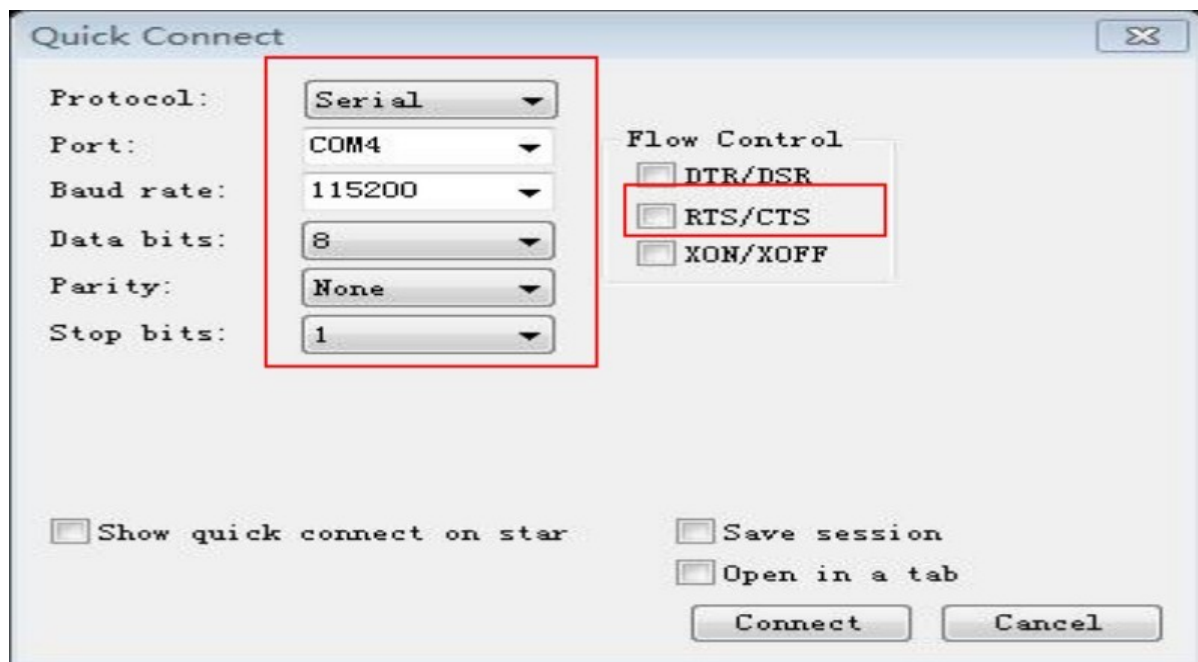 Quick Connect
Protocol: Serial
Port: COM4
Baud rate: 115200
Data bits: 8
Parity: None
Stop bits: 1
Flow Control
DTR/DSR
RTS/CTS
XON/XOFF
Show quick connect on star
Save session
Open in a tab
Connect Cancel